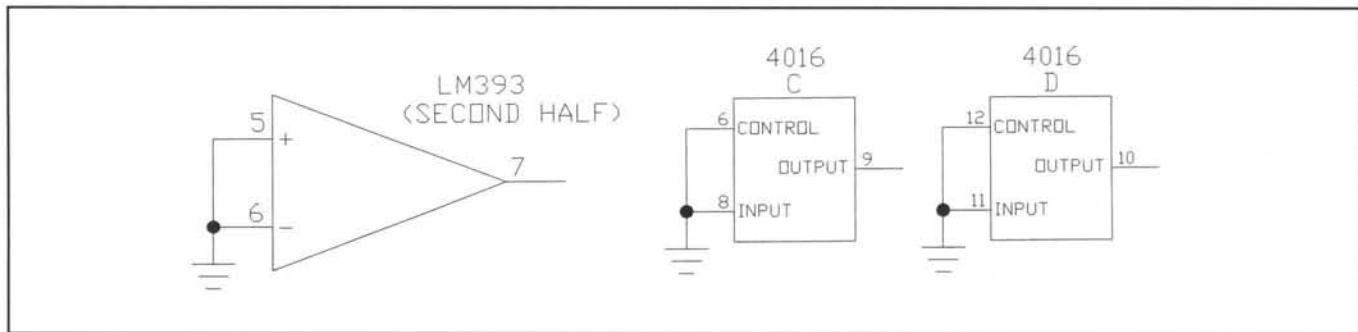 LM393
(SECOND HALF)
5
+
6
-
7
4016
C
6
CONTROL
OUTPUT
9
8
INPUT
4016
D
12
CONTROL
OUTPUT
10
11
INPUT